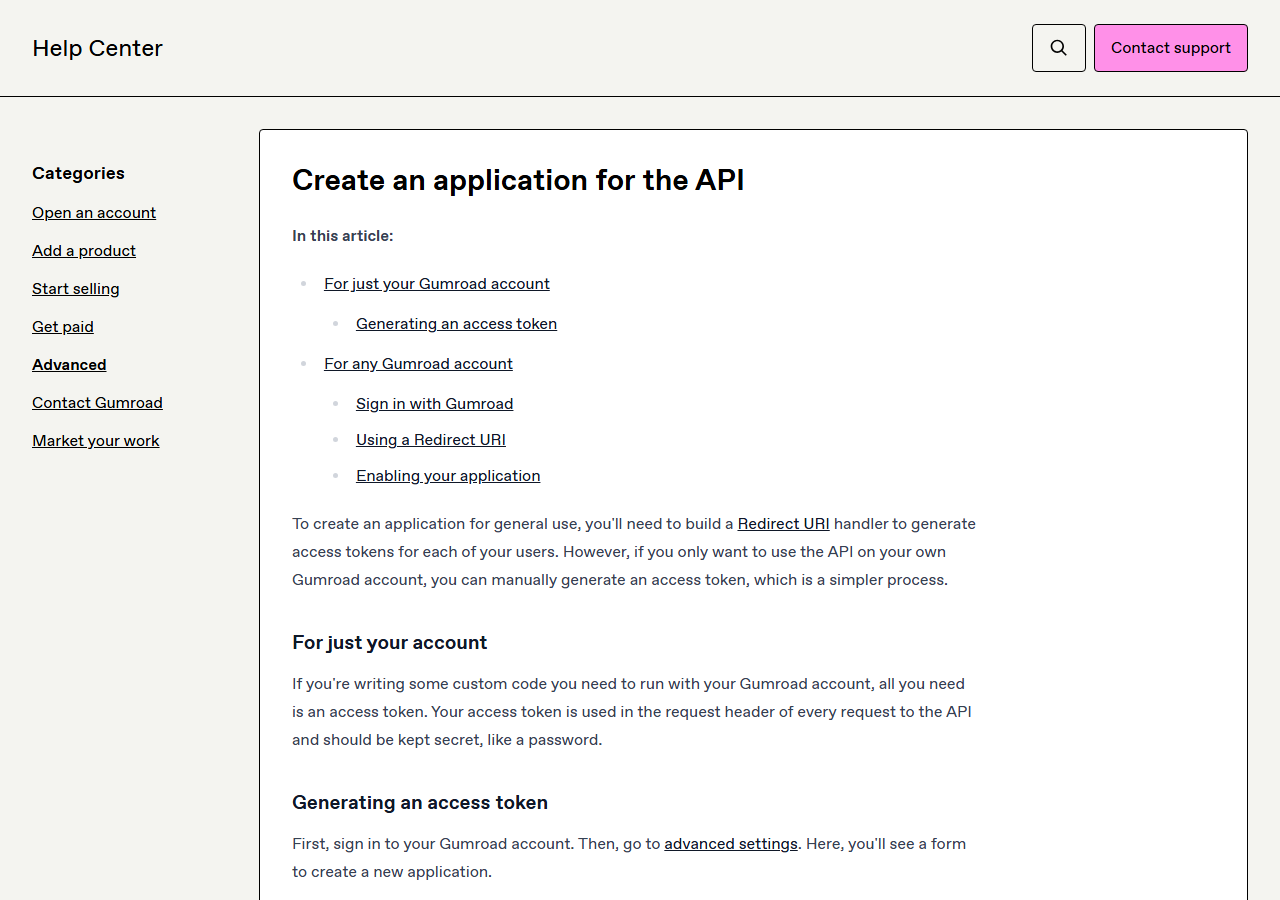 Help Center
Contact support
Categories
Open an account
Add a product
Start selling
Get paid
Advanced
Contact Gumroad
Market your work
Create an application for the API
In this article:
For just your Gumroad account
Generating an access token
For any Gumroad account
Sign in with Gumroad
Using a Redirect URI
Enabling your application
To create an application for general use, you'll need to build a Redirect URI handler to generate
access tokens for each of your users. However, if you only want to use the API on your own
Gumroad account, you can manually generate an access token, which is a simpler process.
For just your account
If you're writing some custom code you need to run with your Gumroad account, all you need
is an access token. Your access token is used in the request header of every request to the API
and should be kept secret, like a password.
Generating an access token
First, sign in to your Gumroad account. Then, go to advanced settings. Here, you'll see a form
to create a new application.